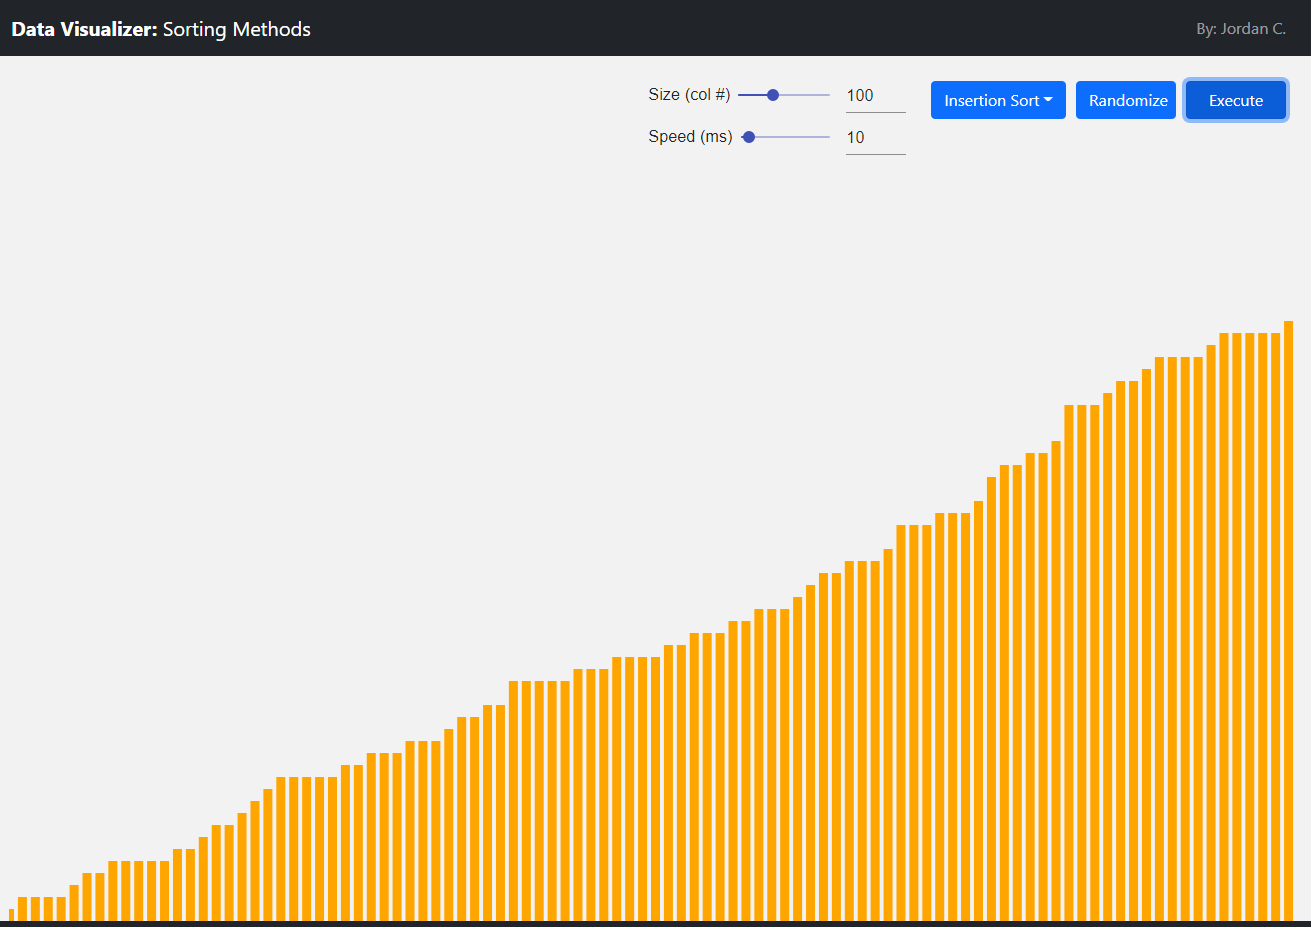 Data Visualizer: Sorting Methods
By: Jordan C.
Size (col #) 100
Insertion Sort Randomize Execute
Speed (ms) 10